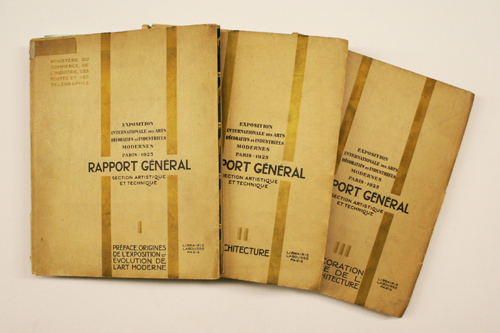 MINISTÈRE DU
COMMERCE, DE
L'INDUSTRIE, DES
POSTES ET DES
TÉLÉGRAPHES
EXPOSITION
INTERNATIONALE DES ARTS
DÉCORATIFS ET INDUSTRIELS
MODERNES
PARIS · 1925
RAPPORT GÉNÉRAL
SECTION ARTISTIQUE
ET TECHNIQUE
I
PRÉFACE. ORIGINES
DE L'EXPOSITION ET
ÉVOLUTION DE
L'ART MODERNE
LIBRAIRIE
LAROUSSE
PARIS
EXPOSITION
INTERNATIONALE DES ARTS
DÉCORATIFS ET INDUSTRIELS
MODERNES
PARIS · 1925
PORT GÉNÉRAL
SECTION ARTISTIQUE
ET TECHNIQUE
II
CHITECTURE
LIBRAIRIE
LAROUSSE
PARIS
EXPOSITION
INTERNATIONALE DES ARTS
DÉCORATIFS ET INDUSTRIELS
MODERNES
PARIS · 1925
PORT GÉNÉRAL
SECTION ARTISTIQUE
ET TECHNIQUE
III
CORATION
DE L'
CHITECTURE
LIBRAIRIE
LAROUSSE
PARIS